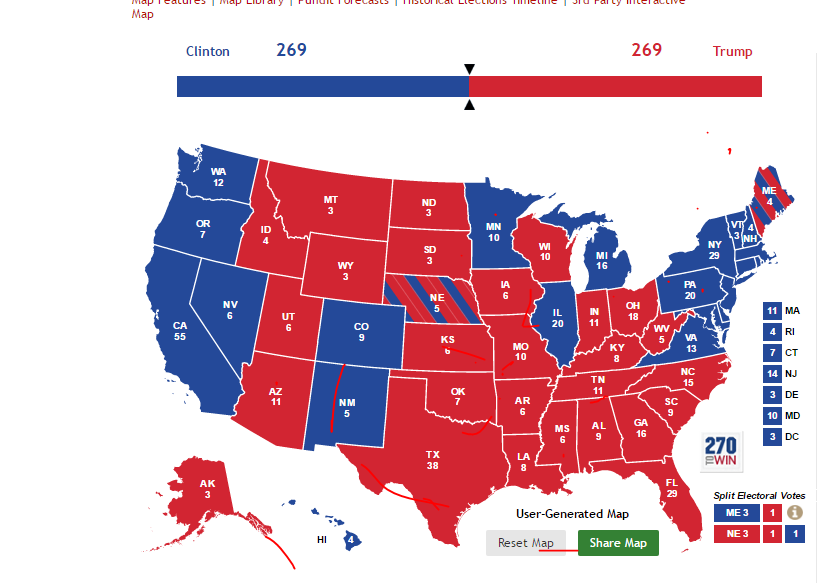 Map Features | Map Library | Pundit Forecasts | Historical Elections Timeline | 3rd Party Interactive
Map
Clinton 269 269 Trump
WA
12
OR
7
CA
55
NV
6
ID
4
MT
3
WY
3
UT
6
AZ
11
CO
9
NM
5
ND
3
SD
3
NE
5
KS
6
OK
7
TX
38
MN
10
IA
6
MO
10
AR
6
LA
8
WI
10
IL
20
MI
16
IN
11
OH
18
KY
8
TN
11
MS
6
AL
9
GA
16
FL
29
SC
9
NC
15
WV
5
VA
13
PA
20
NY
29
VT
3
4
NH
ME
4
AK
3
HI 4
11 MA
4 RI
7 CT
14 NJ
3 DE
10 MD
3 DC
270
TO WIN
Split Electoral Votes
ME 3 1 i
NE 3 1 1
User-Generated Map
Reset Map Share Map